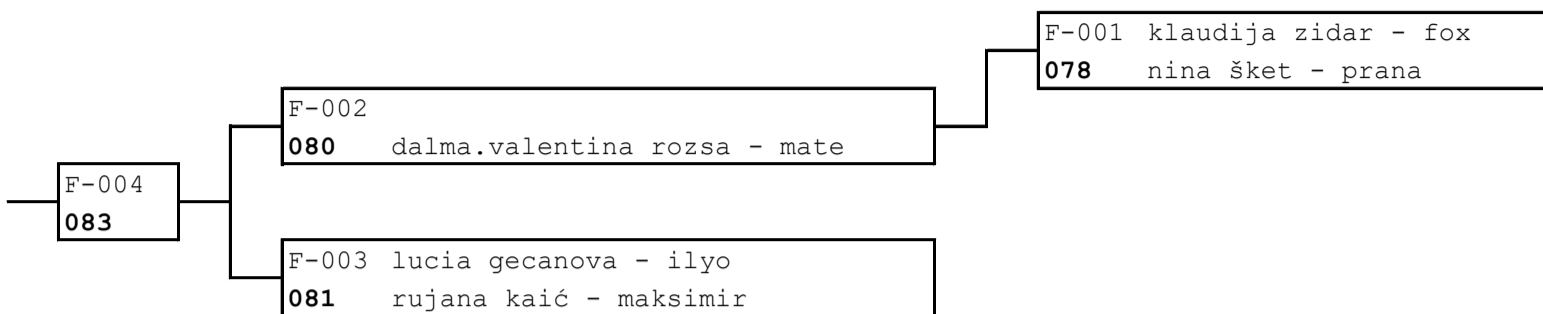 F-001 klaudija zidar - fox
078 nina šket - prana
F-002
080 dalma.valentina rozsa - mate
F-004
083
F-003 lucia gecanova - ilyo
081 rujana kaić - maksimir